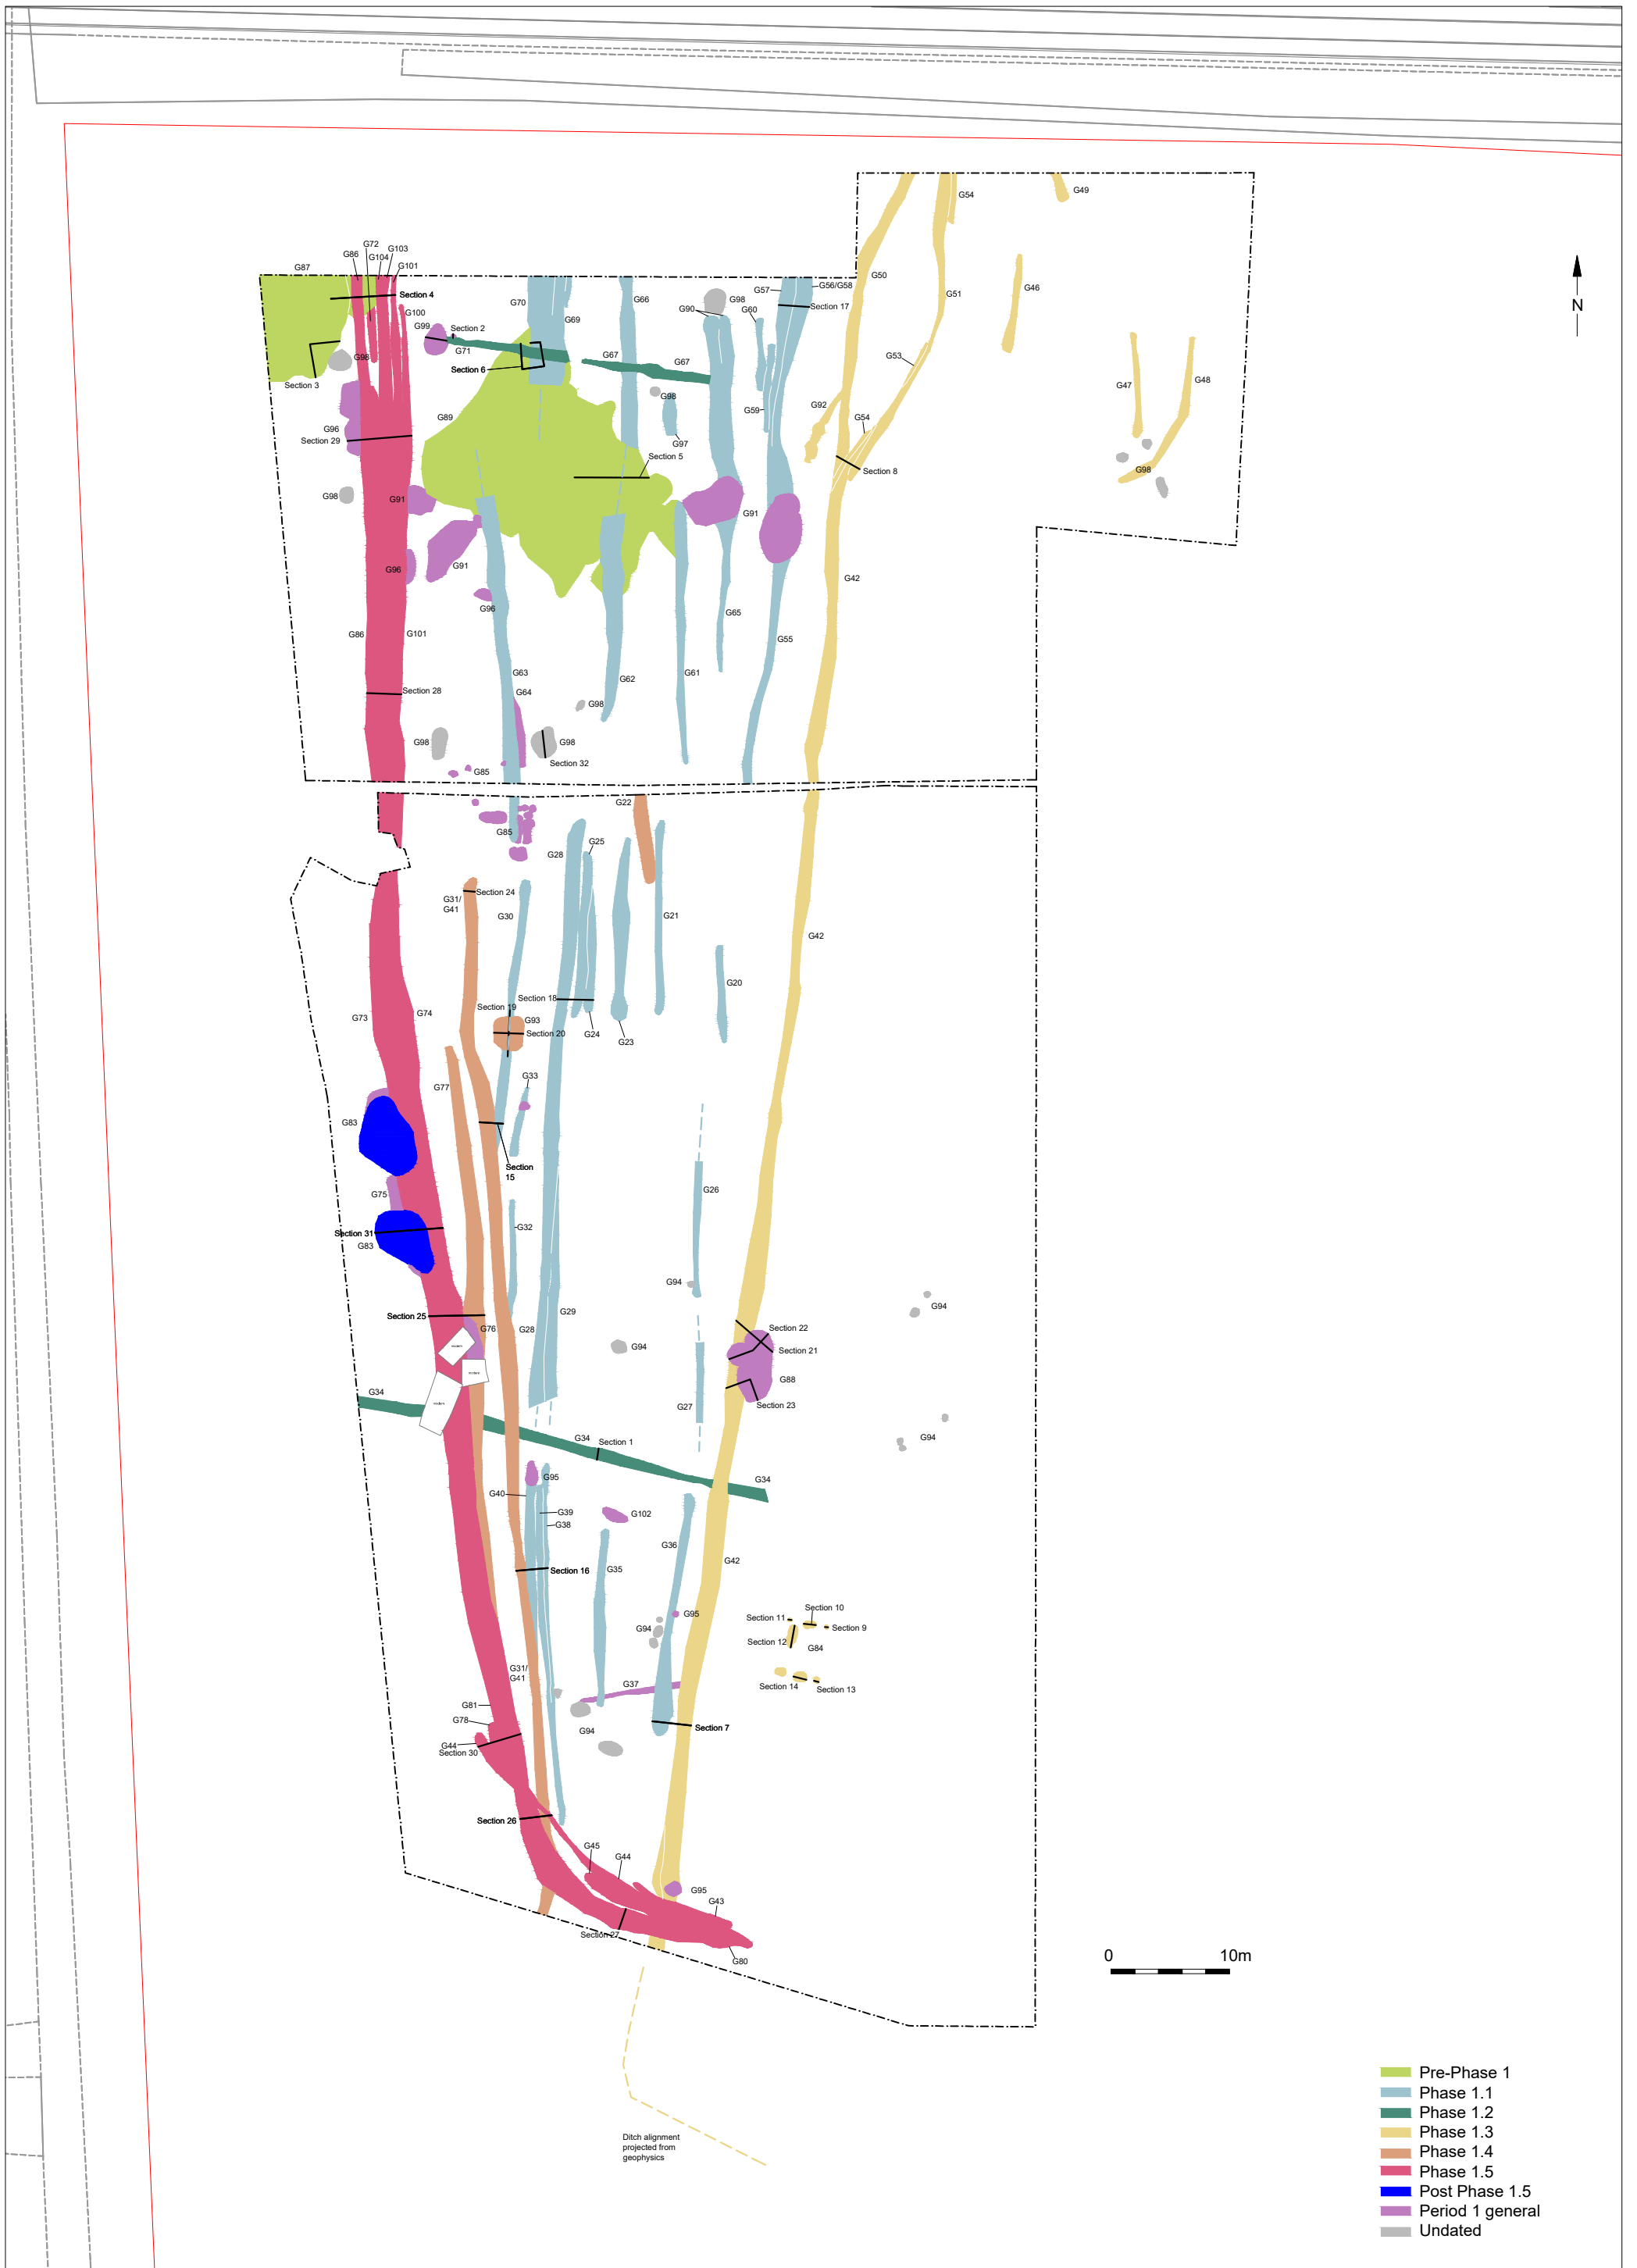 G54
G49
G72
G103
G86
G104
G101
G87
G50
G56/G58
G57
G46
G70
G66
G98
G51
Section 4
G90
G60
Section 17
G100
G69
G99
Section 2
G71
G67
G67
G53
G98
Section 6
Section 3
G47
G48
G98
G92
G59
G89
G54
G96
Section 29
G97
Section 5
Section 8
G98
G98
G91
G91
G91
G96
G42
G96
G65
G86
G101
G55
G63
G62
G61
Section 28
G64
G98
G98
G98
Section 32
G85
G22
G85
G25
G28
Section 24
G31/
G41
G30
G21
G42
G20
Section 18
Section 19
G73
G74
G93
Section 20
G24
G23
G33
G77
G83
Section
15
G26
G75
G32
Section 31
G83
G94
G94
G29
Section 25
G76
G28
Section 22
G94
Section 21
modern
modern
modern
G88
G34
G27
Section 23
G34
Section 1
G94
G95
G34
G40
G39
G102
G38
G36
G42
Section 16
G35
Section 10
Section 11
G95
Section 9
G94
Section 12
G84
G31/
G41
G37
Section 14
Section 13
G81
G78
G94
Section 7
G44
Section 30
Section 26
G45
G44
G95
G43
Section 27
G80
N
0
10m
Ditch alignment
projected from
geophysics
Pre-Phase 1
Phase 1.1
Phase 1.2
Phase 1.3
Phase 1.4
Phase 1.5
Post Phase 1.5
Period 1 general
Undated